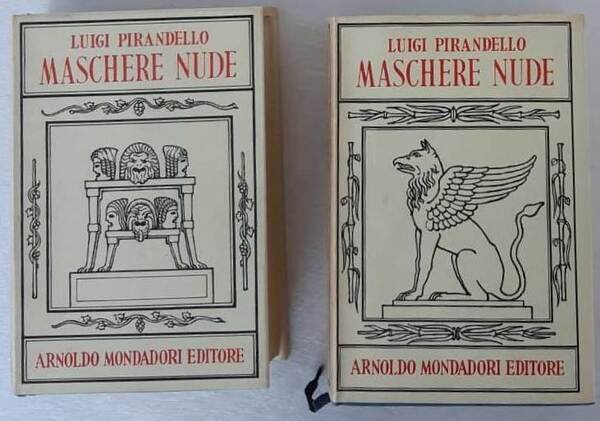 LUIGI PIRANDELLO
MASCHERE NUDE
ARNOLDO MONDADORI EDITORE
LUIGI PIRANDELLO
MASCHERE NUDE
ARNOLDO MONDADORI EDITORE